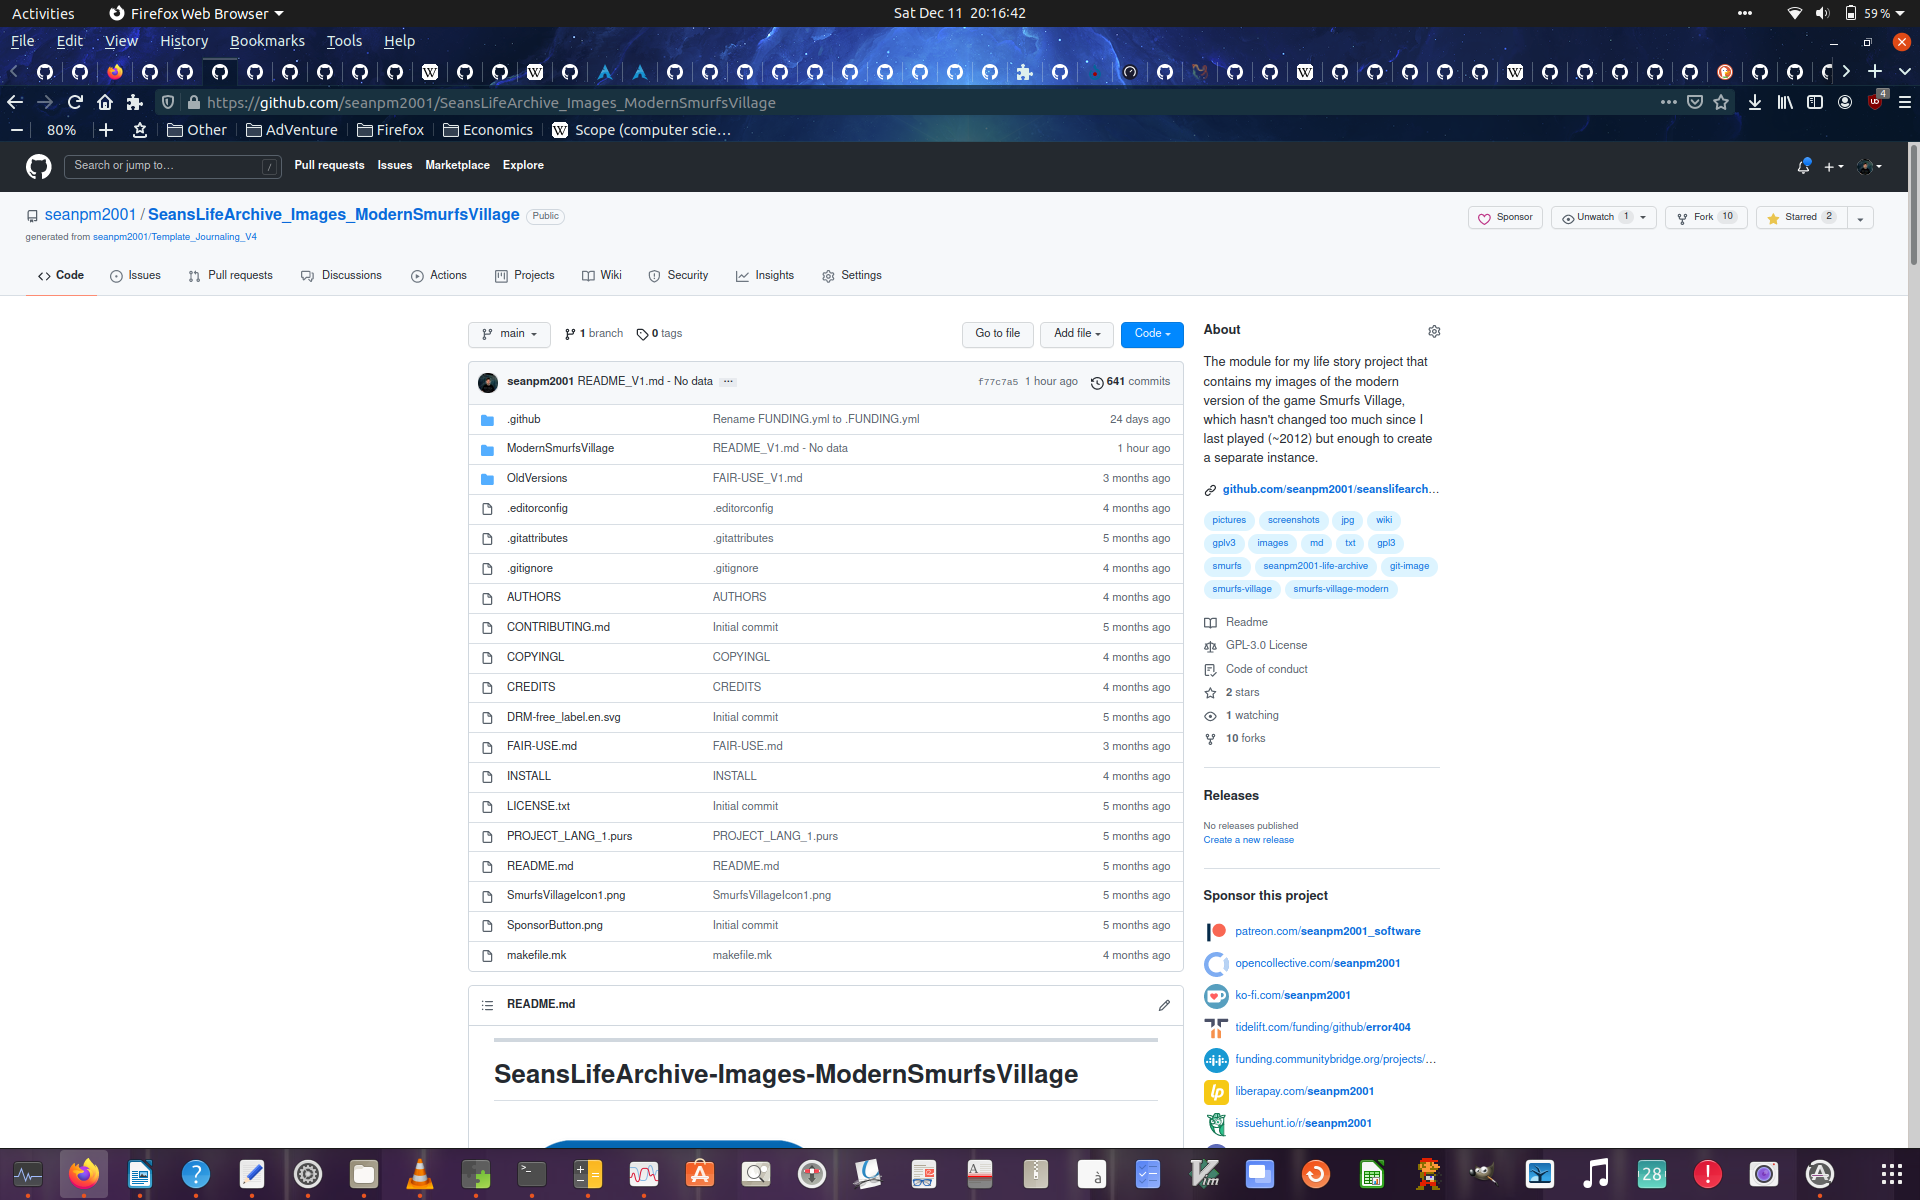 Activities Firefox Web Browser Sat Dec 11 20:16:42 59 %
File Edit View History Bookmarks Tools Help
https://github.com/seanpm2001/SeansLifeArchive_Images_ModernSmurfsVillage 4
80% Other AdVenture Firefox Economics Scope (computer scie…
Search or jump to… / Pull requests Issues Marketplace Explore
seanpm2001 / SeansLifeArchive_Images_ModernSmurfsVillage Public Sponsor Unwatch 1 Fork 10 Starred 2
generated from seanpm2001/Template_Journaling_V4
Code Issues Pull requests Discussions Actions Projects Wiki Security Insights Settings
main 1 branch 0 tags Go to file Add file Code
seanpm2001 README_V1.md - No data ... f77c7a5 1 hour ago 641 commits
.github Rename FUNDING.yml to .FUNDING.yml 24 days ago
ModernSmurfsVillage README_V1.md - No data 1 hour ago
OldVersions FAIR-USE_V1.md 3 months ago
.editorconfig .editorconfig 4 months ago
.gitattributes .gitattributes 5 months ago
.gitignore .gitignore 4 months ago
AUTHORS AUTHORS 4 months ago
CONTRIBUTING.md Initial commit 5 months ago
COPYINGL COPYINGL 4 months ago
CREDITS CREDITS 4 months ago
DRM-free_label.en.svg Initial commit 5 months ago
FAIR-USE.md FAIR-USE.md 3 months ago
INSTALL INSTALL 4 months ago
LICENSE.txt Initial commit 5 months ago
PROJECT_LANG_1.purs PROJECT_LANG_1.purs 5 months ago
README.md README.md 5 months ago
SmurfsVillageIcon1.png SmurfsVillageIcon1.png 5 months ago
SponsorButton.png Initial commit 5 months ago
makefile.mk makefile.mk 4 months ago
README.md
SeansLifeArchive-Images-ModernSmurfsVillage
About
The module for my life story project that
contains my images of the modern
version of the game Smurfs Village,
which hasn't changed too much since I
last played (~2012) but enough to create
a separate instance.
github.com/seanpm2001/seanslifearch…
pictures screenshots jpg wiki
gplv3 images md txt gpl3
smurfs seanpm2001-life-archive git-image
smurfs-village smurfs-village-modern
Readme
GPL-3.0 License
Code of conduct
2 stars
1 watching
10 forks
Releases
No releases published
Create a new release
Sponsor this project
patreon.com/seanpm2001_software
opencollective.com/seanpm2001
ko-fi.com/seanpm2001
tidelift.com/funding/github/error404
funding.communitybridge.org/projects/…
liberapay.com/seanpm2001
issuehunt.io/r/seanpm2001
28